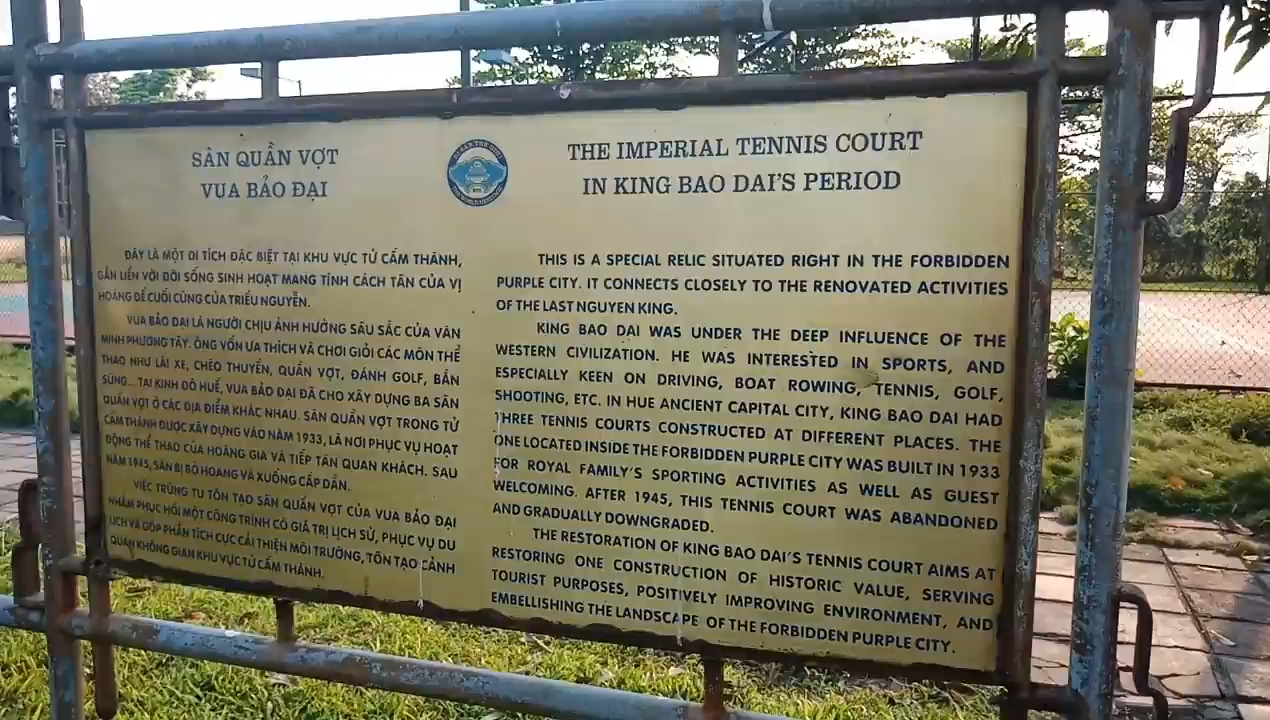 SÂN QUẦN VỢT
VUA BẢO ĐẠI
ĐÂY LÀ MỘT DI TÍCH ĐẶC BIỆT TẠI KHU VỰC TỬ CẤM THÀNH,
GẮN LIỀN VỚI ĐỜI SỐNG SINH HOẠT MANG TÍNH CÁCH TÂN CỦA VỊ
HOÀNG ĐẾ CUỐI CÙNG CỦA TRIỀU NGUYỄN.
VUA BẢO ĐẠI LÀ NGƯỜI CHỊU ẢNH HƯỞNG SÂU SẮC CỦA VĂN
MINH PHƯƠNG TÂY. ÔNG VỐN ƯA THÍCH VÀ CHƠI GIỎI CÁC MÔN THỂ
THAO NHƯ LÁI XE, CHÈO THUYỀN, QUẦN VỢT, ĐÁNH GOLF, BẮN
SÚNG... TẠI KINH ĐÔ HUẾ, VUA BẢO ĐẠI ĐÃ CHO XÂY DỰNG BA SÂN
QUẦN VỢT Ở CÁC ĐỊA ĐIỂM KHÁC NHAU. SÂN QUẦN VỢT TRONG TỬ
CẤM THÀNH ĐƯỢC XÂY DỰNG VÀO NĂM 1933, LÀ NƠI PHỤC VỤ HOẠT
ĐỘNG THỂ THAO CỦA HOÀNG GIA VÀ TIẾP TÂN QUAN KHÁCH. SAU
NĂM 1945, SÂN BỊ BỎ HOANG VÀ XUỐNG CẤP DẦN.
VIỆC TRÙNG TU TÔN TẠO SÂN QUẦN VỢT CỦA VUA BẢO ĐẠI
NHẰM PHỤC HỒI MỘT CÔNG TRÌNH CÓ GIÁ TRỊ LỊCH SỬ, PHỤC VỤ DU
LỊCH VÀ GÓP PHẦN TÍCH CỰC CẢI THIỆN MÔI TRƯỜNG, TÔN TẠO CẢNH
QUAN KHÔNG GIAN KHU VỰC TỬ CẤM THÀNH.
THE IMPERIAL TENNIS COURT
IN KING BAO DAI'S PERIOD
THIS IS A SPECIAL RELIC SITUATED RIGHT IN THE FORBIDDEN
PURPLE CITY. IT CONNECTS CLOSELY TO THE RENOVATED ACTIVITIES
OF THE LAST NGUYEN KING.
KING BAO DAI WAS UNDER THE DEEP INFLUENCE OF THE
WESTERN CIVILIZATION. HE WAS INTERESTED IN SPORTS, AND
ESPECIALLY KEEN ON DRIVING, BOAT ROWING, TENNIS, GOLF,
SHOOTING, ETC. IN HUE ANCIENT CAPITAL CITY, KING BAO DAI HAD
THREE TENNIS COURTS CONSTRUCTED AT DIFFERENT PLACES. THE
ONE LOCATED INSIDE THE FORBIDDEN PURPLE CITY WAS BUILT IN 1933
FOR ROYAL FAMILY'S SPORTING ACTIVITIES AS WELL AS GUEST
WELCOMING. AFTER 1945, THIS TENNIS COURT WAS ABANDONED
AND GRADUALLY DOWNGRADED.
THE RESTORATION OF KING BAO DAI'S TENNIS COURT AIMS AT
RESTORING ONE CONSTRUCTION OF HISTORIC VALUE, SERVING
TOURIST PURPOSES, POSITIVELY IMPROVING ENVIRONMENT, AND
EMBELLISHING THE LANDSCAPE OF THE FORBIDDEN PURPLE CITY.